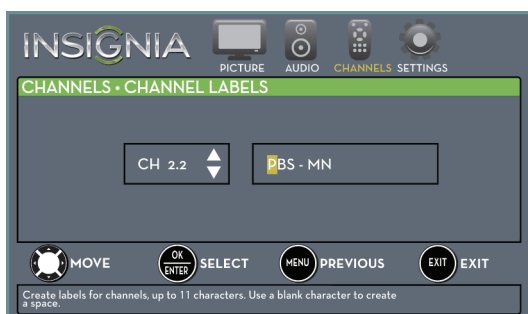 INSIGNIA
PICTURE AUDIO CHANNELS SETTINGS
CHANNELS • CHANNEL LABELS
CH 2.2 PBS - MN
MOVE OK ENTER SELECT MENU PREVIOUS EXIT EXIT
Create labels for channels, up to 11 characters. Use a blank character to create
a space.